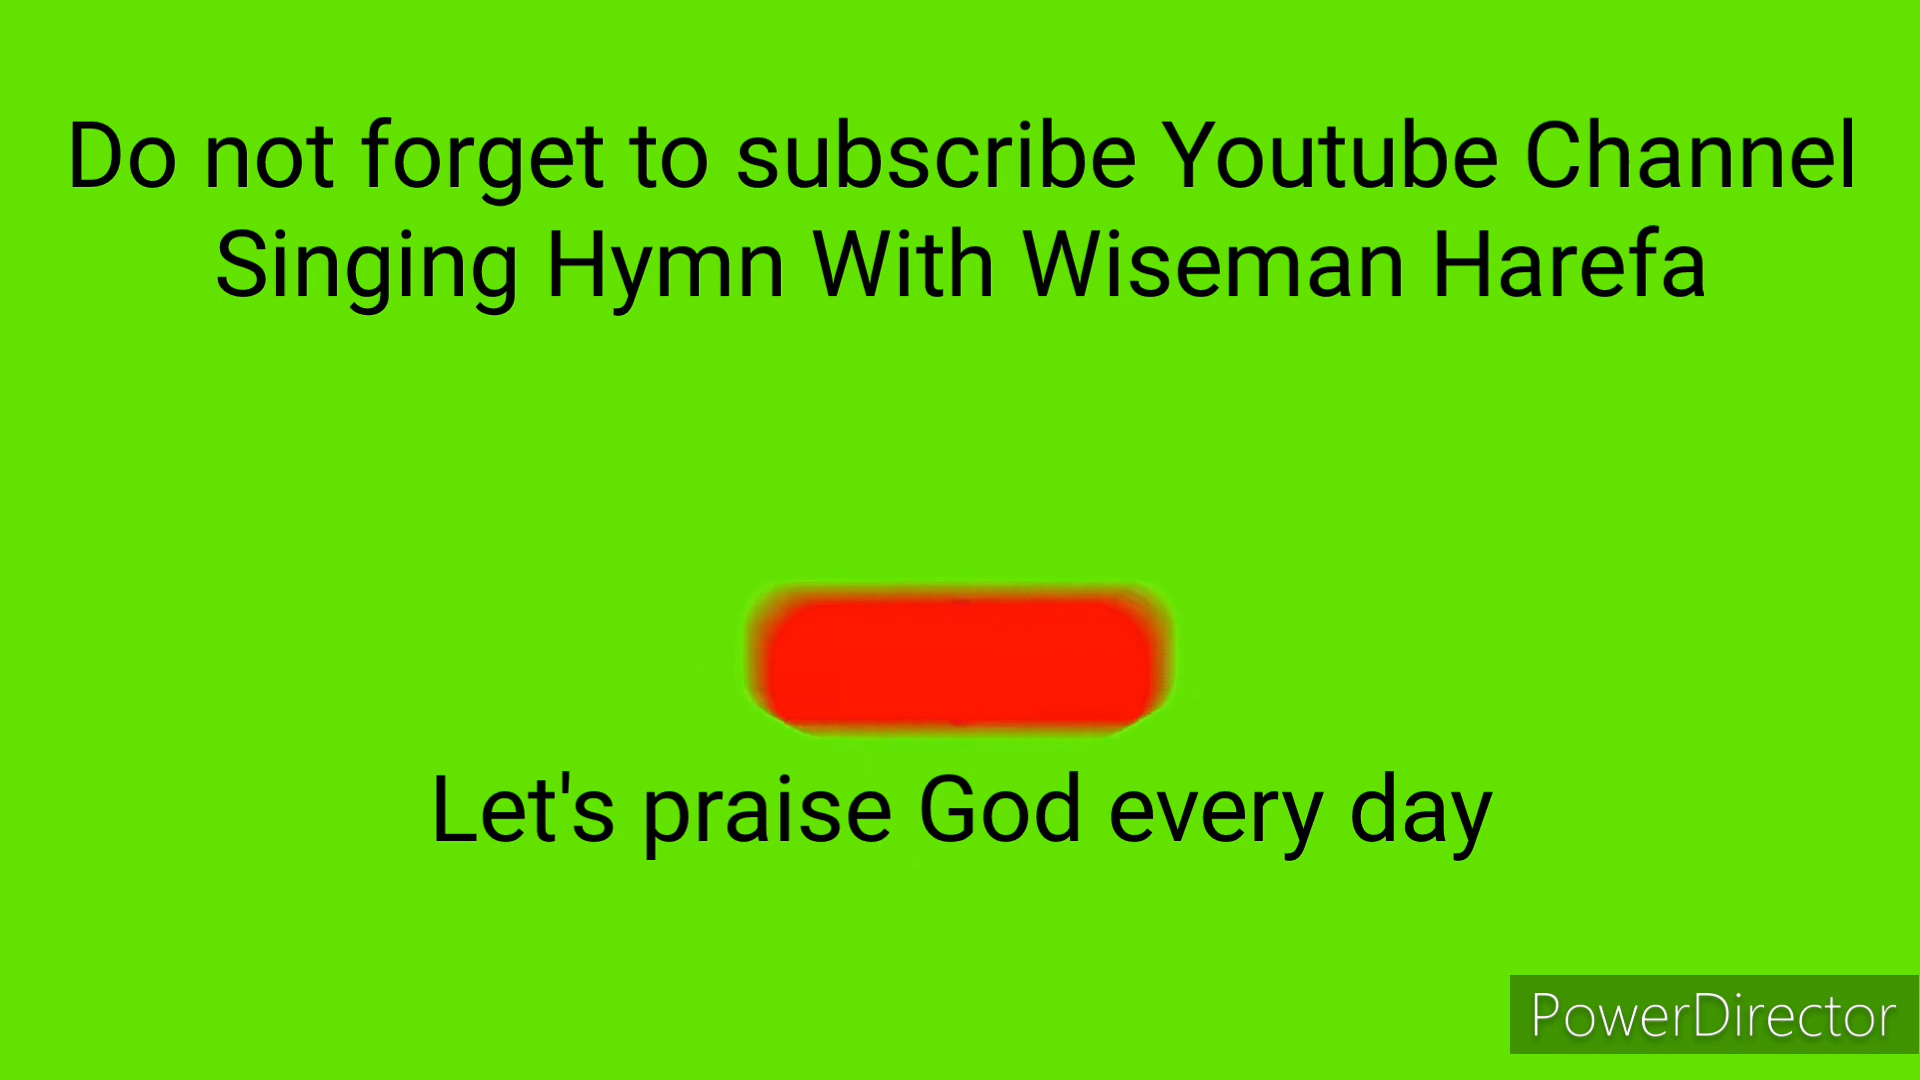 Do not forget to subscribe Youtube Channel
Singing Hymn With Wiseman Harefa
Let's praise God every day
PowerDirector